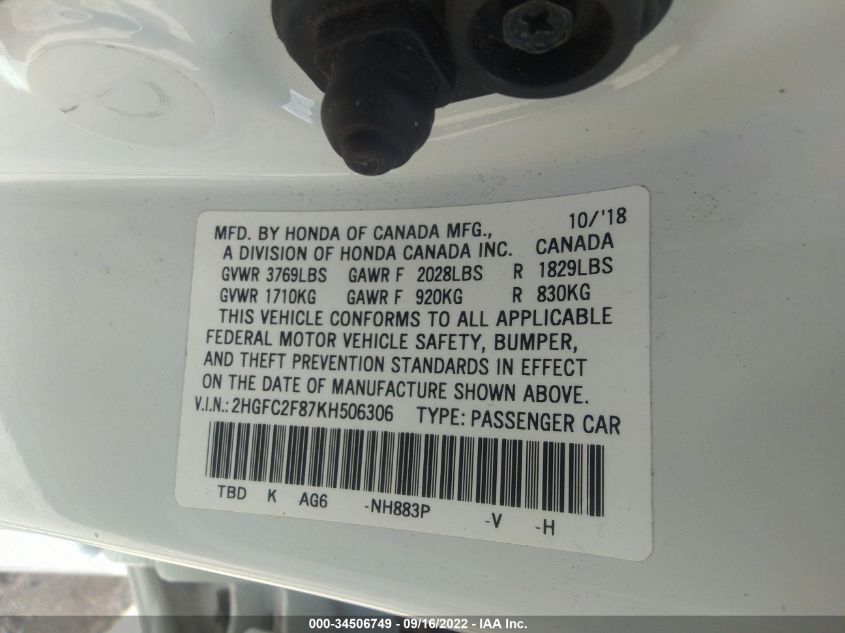 10/'18
MFD. BY HONDA OF CANADA MFG.,
A DIVISION OF HONDA CANADA INC. CANADA
GVWR 3769LBS GAWR F 2028LBS R 1829LBS
GVWR 1710KG GAWR F 920KG R 830KG
THIS VEHICLE CONFORMS TO ALL APPLICABLE
FEDERAL MOTOR VEHICLE SAFETY, BUMPER,
AND THEFT PREVENTION STANDARDS IN EFFECT
ON THE DATE OF MANUFACTURE SHOWN ABOVE.
V.I.N.: 2HGFC2F87KH506306 TYPE: PASSENGER CAR
TBD K AG6 -NH883P -V -H
000-34506749 - 09/16/2022 - IAA Inc.